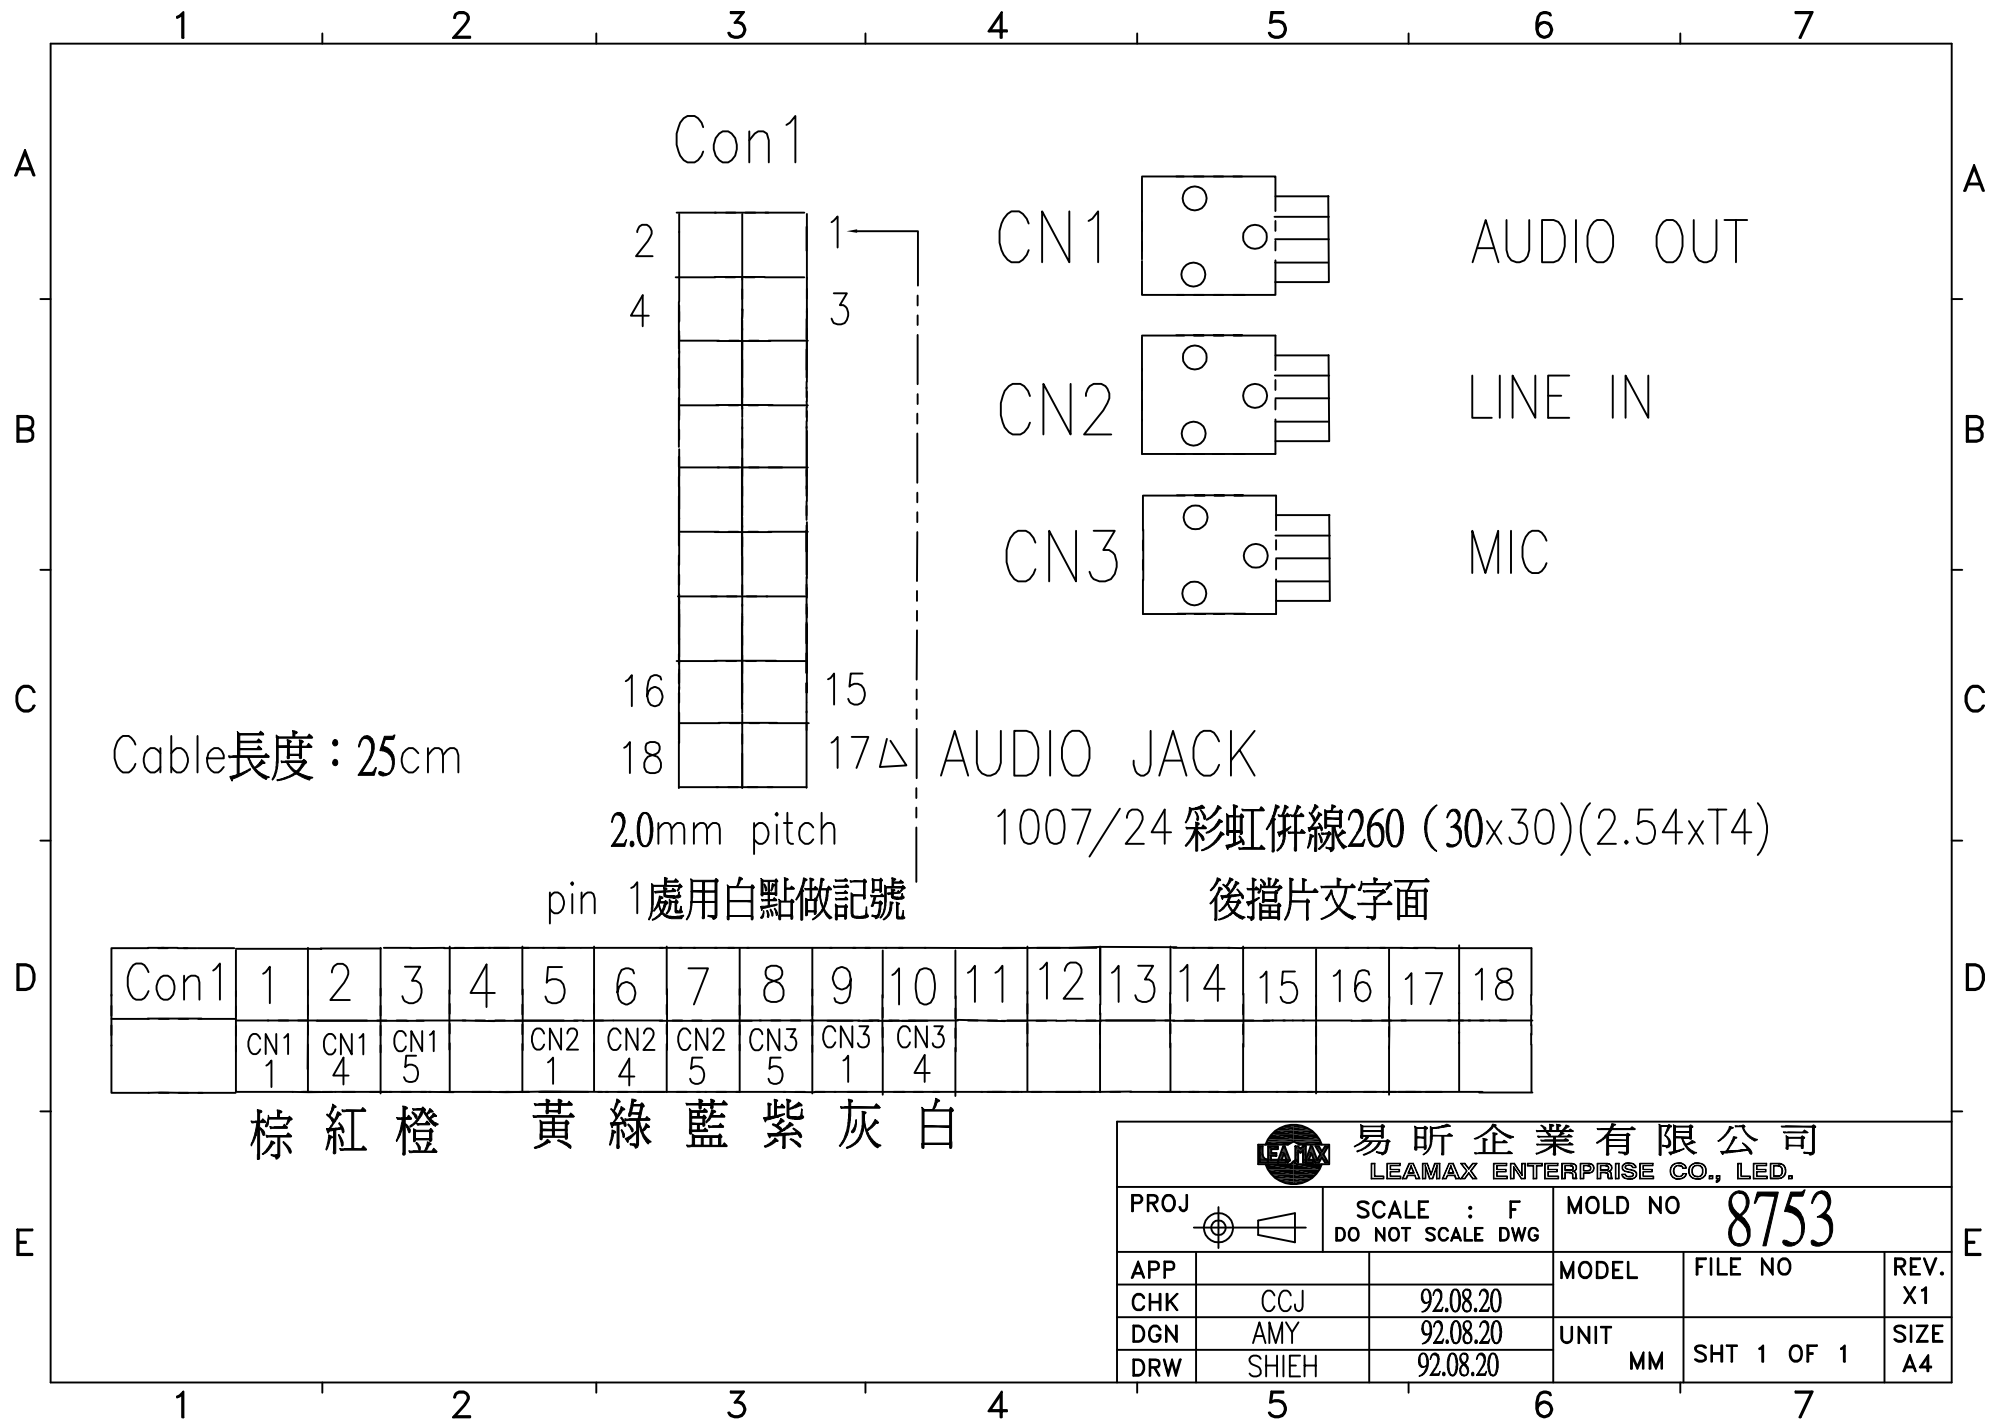 1 2 3 4 5 6 7
A A
B B
C C
D D
E E
Con1
2 1
4 3
16 15
18 17
CN1 AUDIO OUT
CN2 LINE IN
CN3 MIC
Cable長度：25cm
2.0mm pitch
pin 1處用白點做記號
AUDIO JACK
1007/24 彩虹併線260（30x30)(2.54xT4)
後擋片文字面
Con1 1 2 3 4 5 6 7 8 9 10 11 12 13 14 15 16 17 18
CN1 CN1 CN1 CN2 CN2 CN2 CN3 CN3 CN3
1 4 5 1 4 5 5 1 4
棕 紅 橙 黃 綠 藍 紫 灰 白
LEAMAX
易昕企業有限公司
LEAMAX ENTERPRISE CO., LED.
PROJ
SCALE : F
DO NOT SCALE DWG
MOLD NO 8753
APP
CHK CCJ 92.08.20
DGN AMY 92.08.20
DRW SHIEH 92.08.20
MODEL
FILE NO
REV.
X1
UNIT
MM
SHT 1 OF 1
SIZE
A4
1 2 3 4 5 6 7